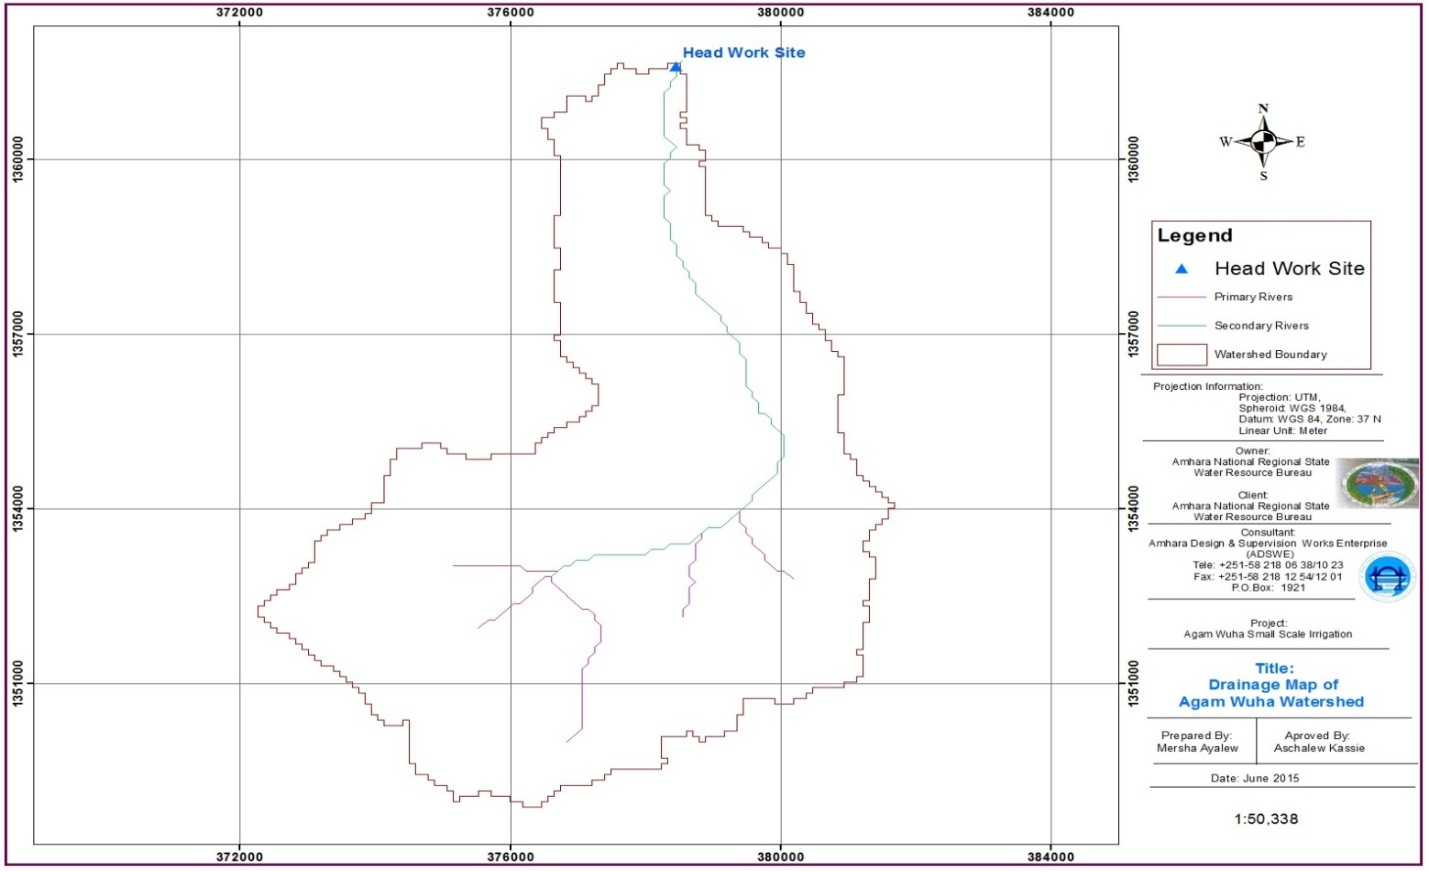 372000
376000
380000
384000
Head Work Site
1360000
1360000
1357000
1357000
1354000
1354000
1351000
1351000
372000
376000
380000
384000
N
W
E
S
Legend
Head Work Site
Primary Rivers
Secondary Rivers
Watershed Boundary
Projection Information:
Projection: UTM,
Spheroid: WGS 1984,
Datum: WGS 84, Zone: 37 N
Linear Unit: Meter
Owner:
Amhara National Regional State
Water Resource Bureau
Client:
Amhara National Regional State
Water Resource Bureau
Consultant:
Amhara Design & Supervision Works Enterprise
(ADSWE)
Tele: +251-58 218 06 38/10 23
Fax: +251-58 218 12 54/12 01
P.O.Box: 1921
Project:
Agam Wuha Small Scale Irrigation
Title:
Drainage Map of
Agam Wuha Watershed
Prepared By:
Mersha Ayalew
Aproved By:
Aschalew Kassie
Date: June 2015
1:50,338